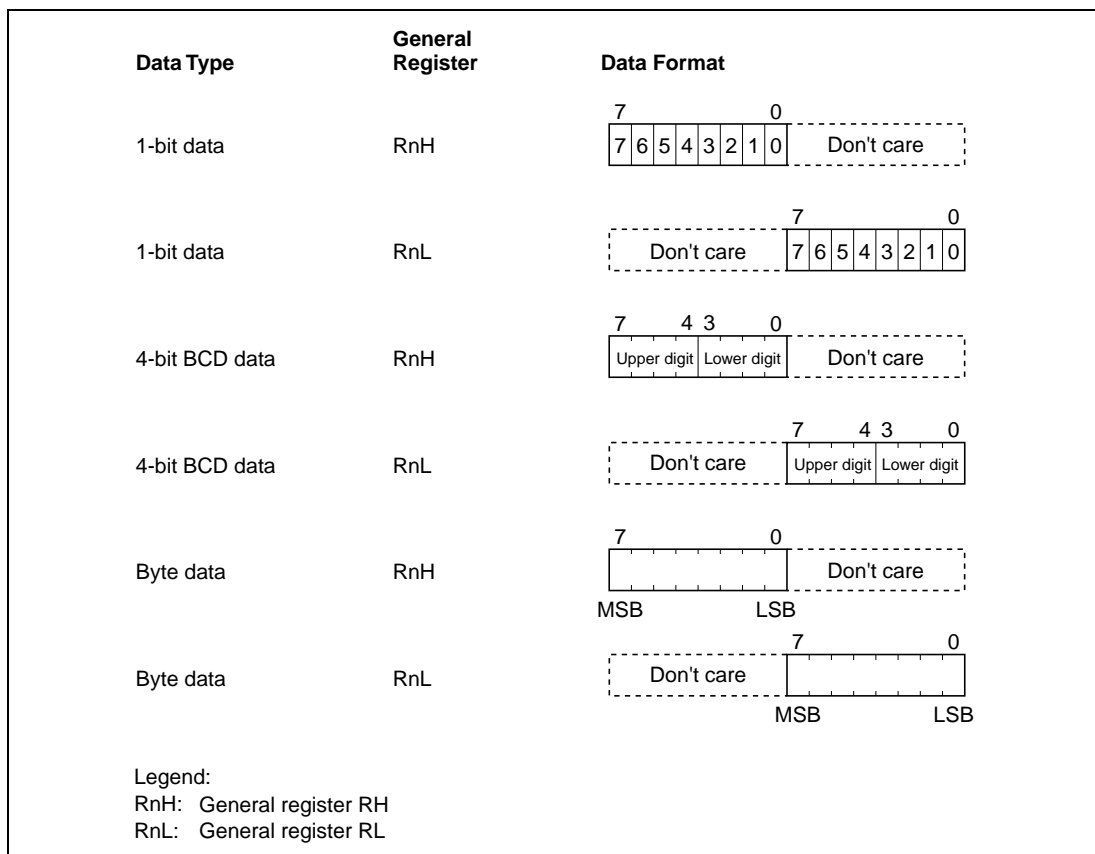 Data Type General Register Data Format
7 0
1-bit data RnH 7 6 5 4 3 2 1 0 Don't care
7 0
1-bit data RnL Don't care 7 6 5 4 3 2 1 0
7 4 3 0
4-bit BCD data RnH Upper digit Lower digit Don't care
7 4 3 0
4-bit BCD data RnL Don't care Upper digit Lower digit
7 0
Byte data RnH Don't care
MSB LSB
7 0
Byte data RnL Don't care
MSB LSB
Legend:
RnH: General register RH
RnL: General register RL